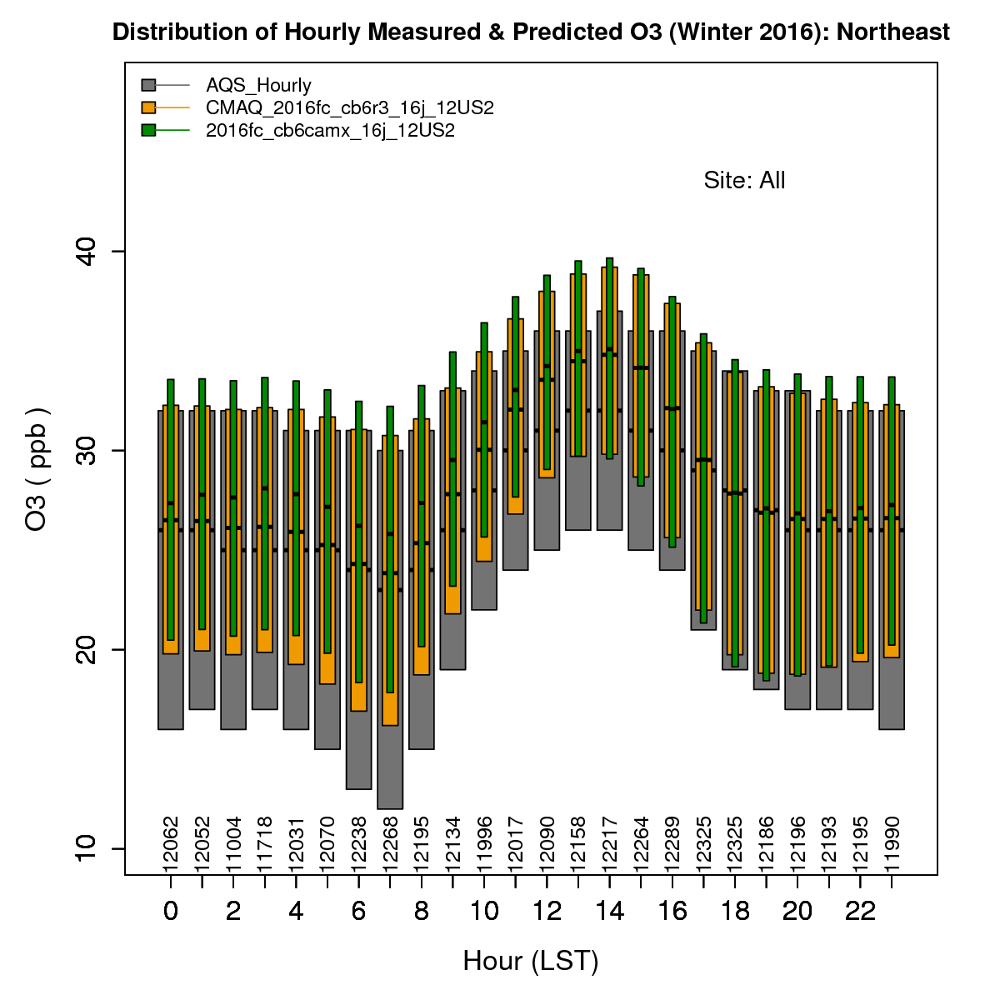 Distribution of Hourly Measured & Predicted O3 (Winter 2016): Northeast
AQS_Hourly
CMAQ_2016fc_cb6r3_16j_12US2
2016fc_cb6camx_16j_12US2
Site: All
O3 ( ppb )
40
30
20
10
12062 12052 11004 11718 12031 12070 12238 12268 12195 12134 11996 12017 12090 12158 12217 12264 12289 12325 12325 12186 12196 12193 12195 11990
0 2 4 6 8 10 12 14 16 18 20 22
Hour (LST)